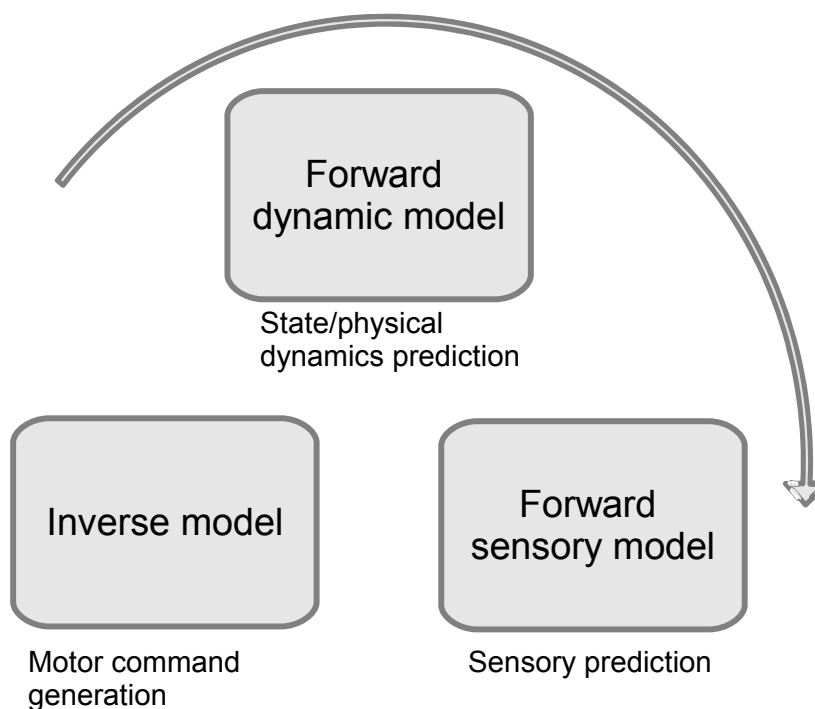 Forward
dynamic model
State/physical
dynamics prediction
Inverse model
Motor command
generation
Forward
sensory model
Sensory prediction